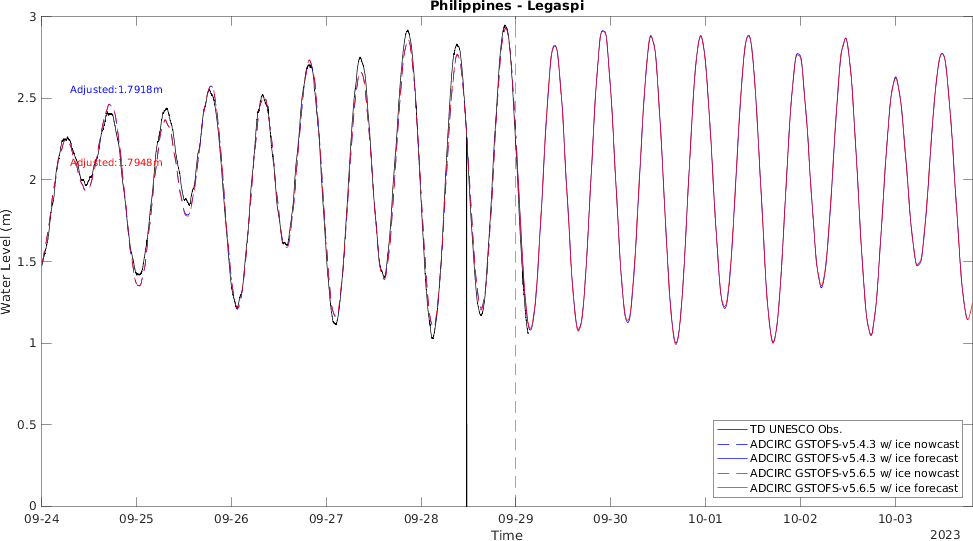 Philippines - Legaspi
3
2.5
2
1.5
1
0.5
0
Water Level (m)
Adjusted:1.7918m
Adjusted:1.7948m
TD UNESCO Obs.
ADCIRC GSTOFS-v5.4.3 w/ ice nowcast
ADCIRC GSTOFS-v5.4.3 w/ ice forecast
ADCIRC GSTOFS-v5.6.5 w/ ice nowcast
ADCIRC GSTOFS-v5.6.5 w/ ice forecast
09-24 09-25 09-26 09-27 09-28 09-29 09-30 10-01 10-02 10-03
Time
2023